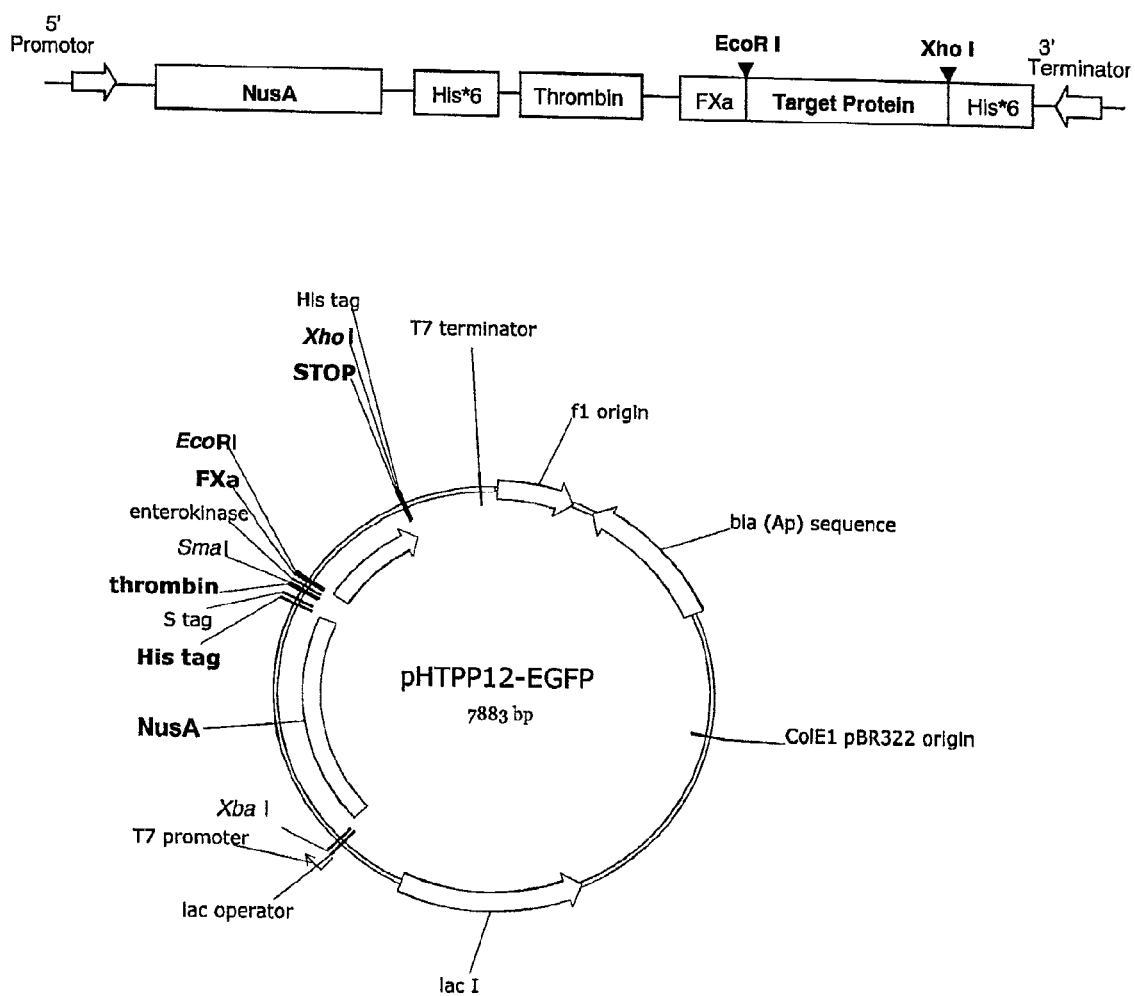 5'
Promotor
NusA
His*6
Thrombin
EcoR I
Xho I
FXa
Target Protein
His*6
3'
Terminator
His tag
Xho I
STOP
T7 terminator
f1 origin
EcoRI
FXa
enterokinase
Sma I
thrombin
S tag
His tag
bla (Ap) sequence
pHTPP12-EGFP
7883 bp
NusA
ColE1 pBR322 origin
Xba I
T7 promoter
lac operator
lac I